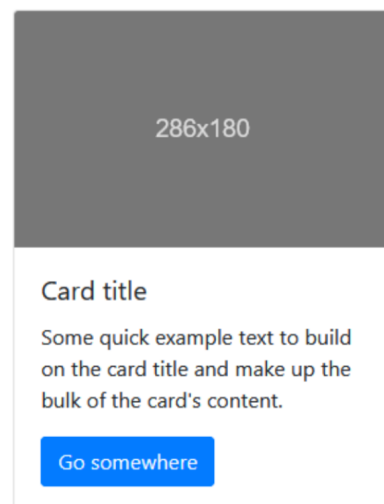 286x180
Card title
Some quick example text to build
on the card title and make up the
bulk of the card's content.
Go somewhere